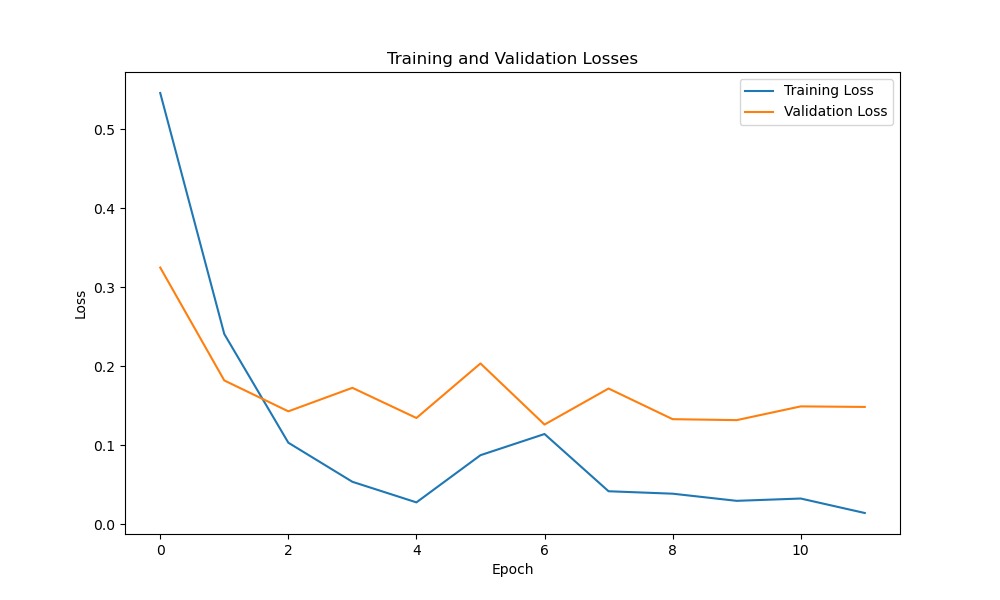 Training and Validation Losses
Training Loss
Validation Loss
0.5
0.4
0.3
0.2
0.1
0.0
Loss
0 2 4 6 8 10
Epoch